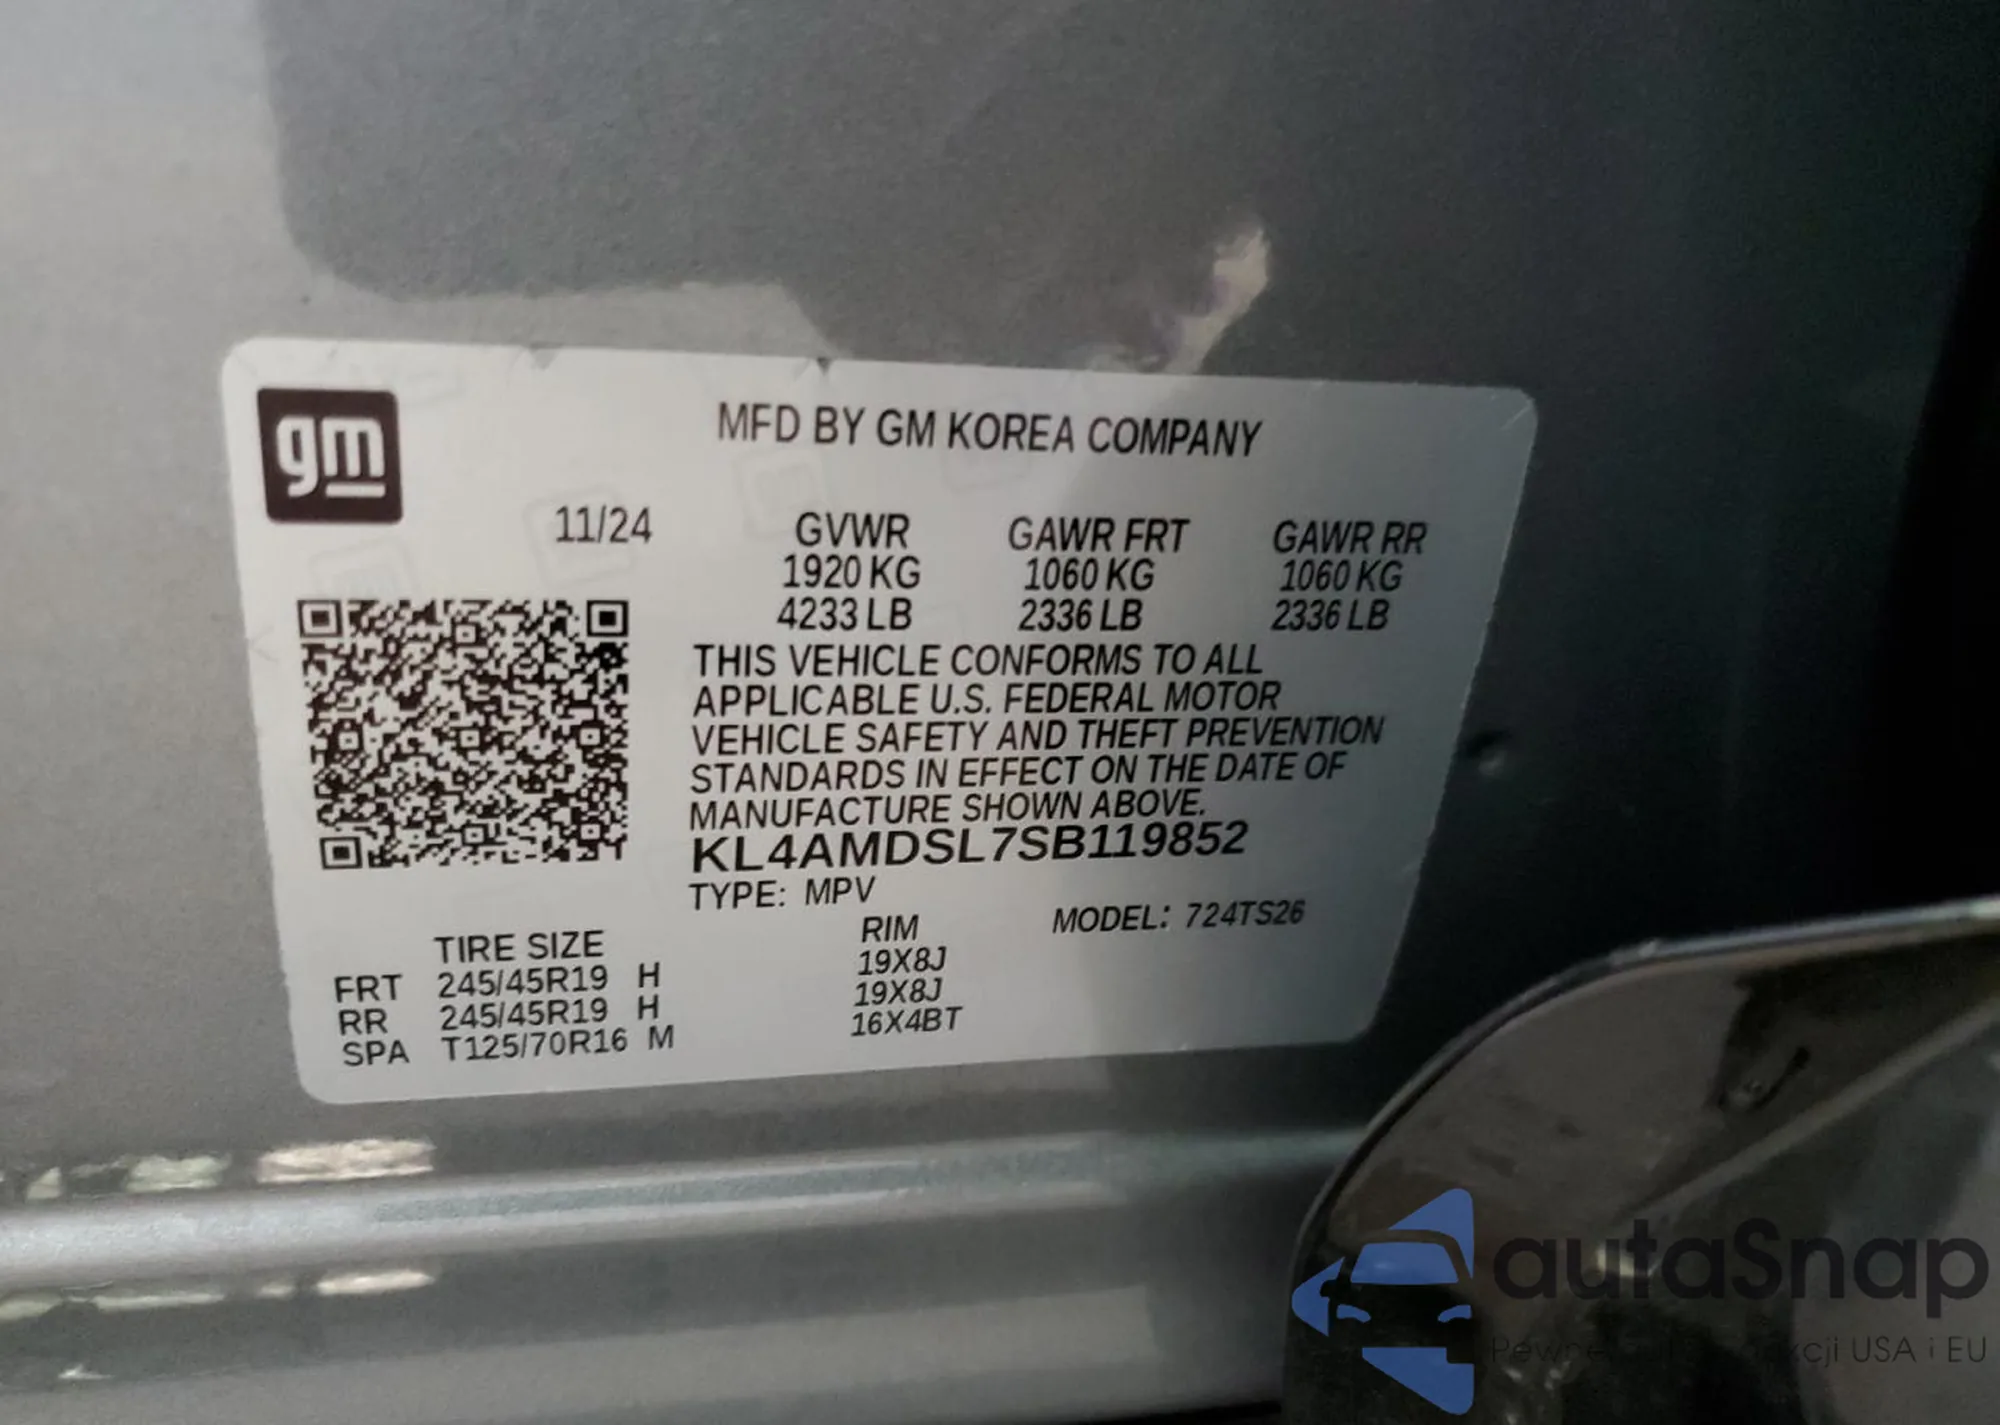 gm
MFD BY GM KOREA COMPANY
11/24
GVWR GAWR FRT GAWR RR
1920 KG 1060 KG 1060 KG
4233 LB 2336 LB 2336 LB
THIS VEHICLE CONFORMS TO ALL
APPLICABLE U.S. FEDERAL MOTOR
VEHICLE SAFETY AND THEFT PREVENTION
STANDARDS IN EFFECT ON THE DATE OF
MANUFACTURE SHOWN ABOVE.
KL4AMDSL7SB119852
TYPE: MPV
MODEL: 724TS26
TIRE SIZE RIM
FRT 245/45R19 H 19X8J
RR 245/45R19 H 19X8J
SPA T125/70R16 M 16X4BT
autaSnap
USA i EU